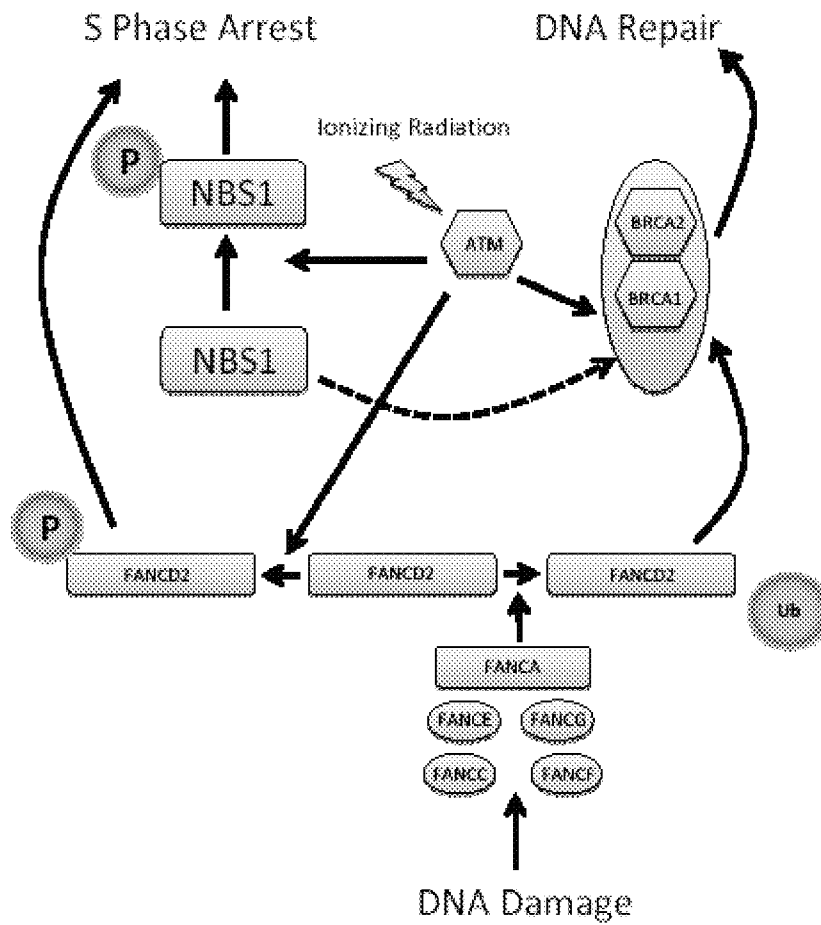 S Phase Arrest
DNA Repair
Ionizing Radiation
P
NBS1
ATM
BRCA2
BRCA1
NBS1
P
FANCD2
FANCD2
FANCD2
Ub
FANCA
FANCE
FANCG
FANCC
FANCF
DNA Damage